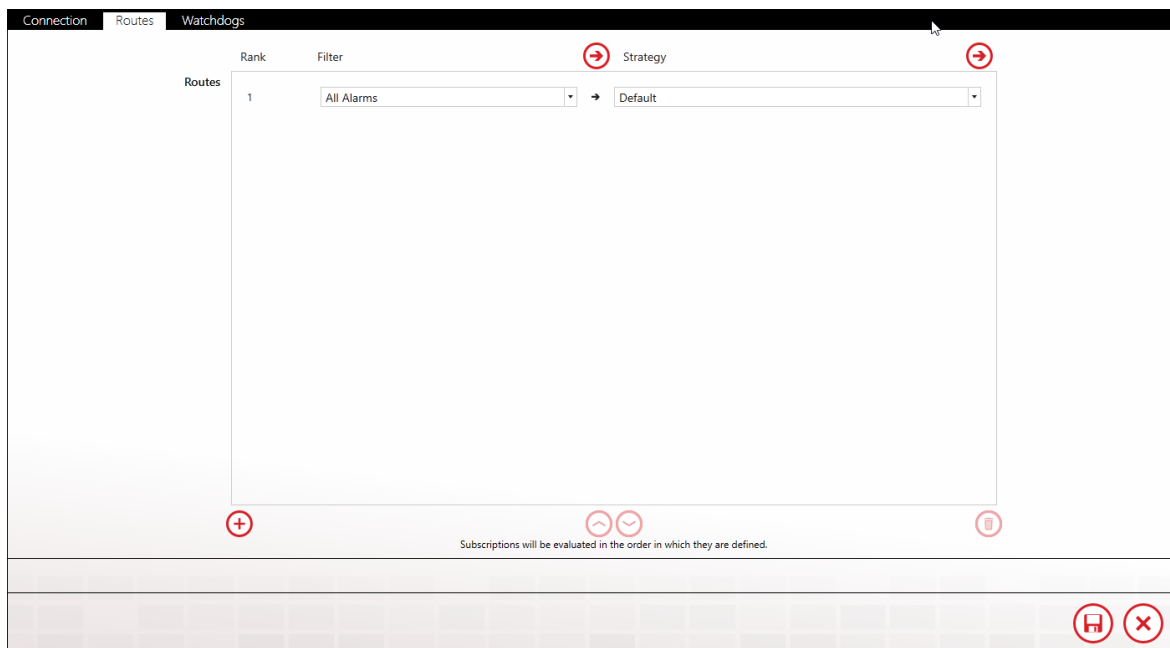 Connection Routes Watchdogs
Rank Filter Strategy
Routes
1 All Alarms Default
Subscriptions will be evaluated in the order in which they are defined.